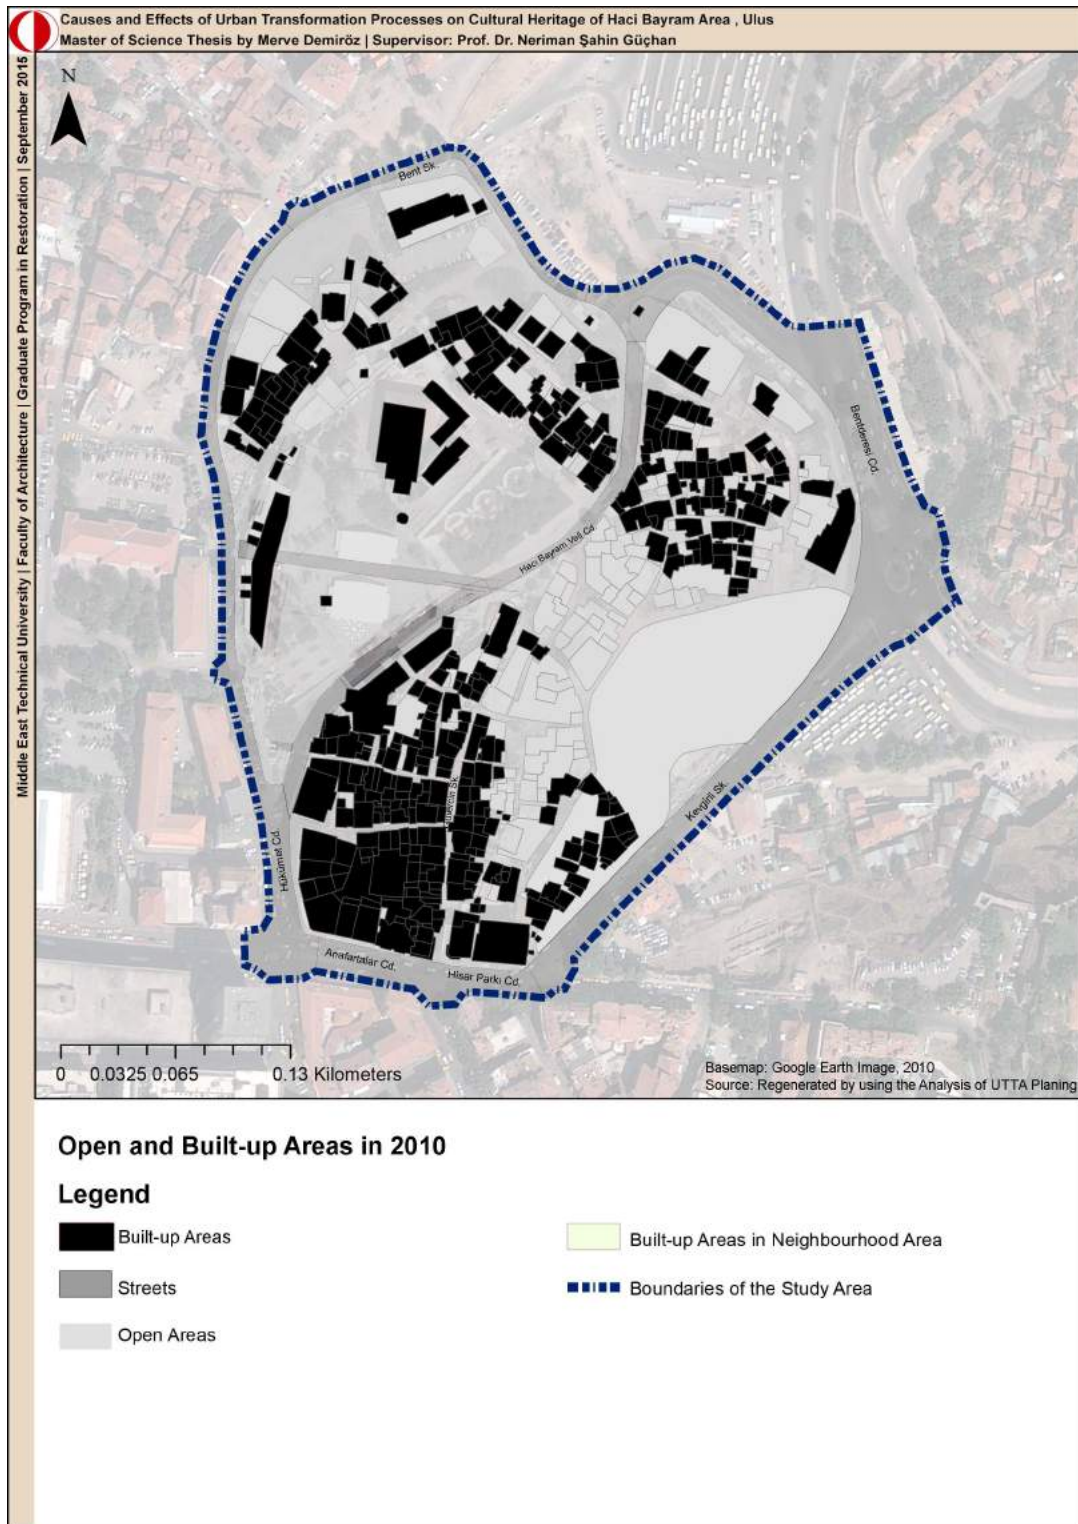 Causes and Effects of Urban Transformation Processes on Cultural Heritage of Haci Bayram Area , Ulus
Master of Science Thesis by Merve Demiröz | Supervisor: Prof. Dr. Neriman Şahin Güçhan
Middle East Technical University | Faculty of Architecture | Graduate Program in Restoration | September 2015
N
Bent Sk.
Bentderesi Cd.
Haci Bayram Veli Cd.
Kevgirli Sk.
Hükümet Cd.
Anafartalar Cd.
Hisar Parkı Cd.
0 0.0325 0.065 0.13 Kilometers
Basemap: Google Earth Image, 2010
Source: Regenerated by using the Analysis of UTTA Planing
Open and Built-up Areas in 2010
Legend
Built-up Areas
Streets
Open Areas
Built-up Areas in Neighbourhood Area
Boundaries of the Study Area